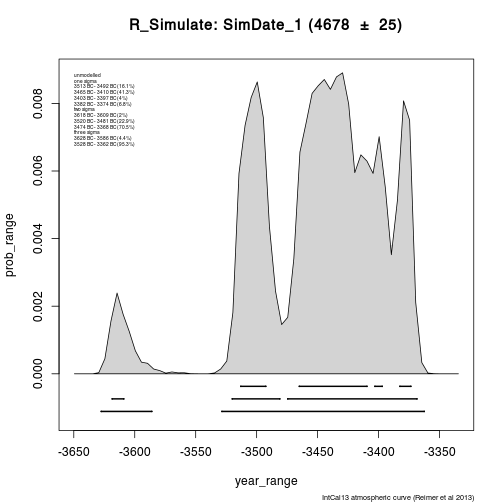 R_Simulate: SimDate_1 (4678 ± 25)
unmodelled
one sigma
3513 BC - 3492 BC (16.1%)
3465 BC - 3410 BC (41.3%)
3403 BC - 3397 BC (4%)
3382 BC - 3374 BC (6.8%)
two sigma
3618 BC - 3609 BC (2%)
3520 BC - 3481 BC (22.9%)
3474 BC - 3368 BC (70.5%)
three sigma
3628 BC - 3586 BC (4.4%)
3528 BC - 3362 BC (95.3%)
prob_range
0.008
0.006
0.004
0.002
0.000
-3650 -3600 -3550 -3500 -3450 -3400 -3350
year_range
IntCal13 atmospheric curve (Reimer et al 2013)